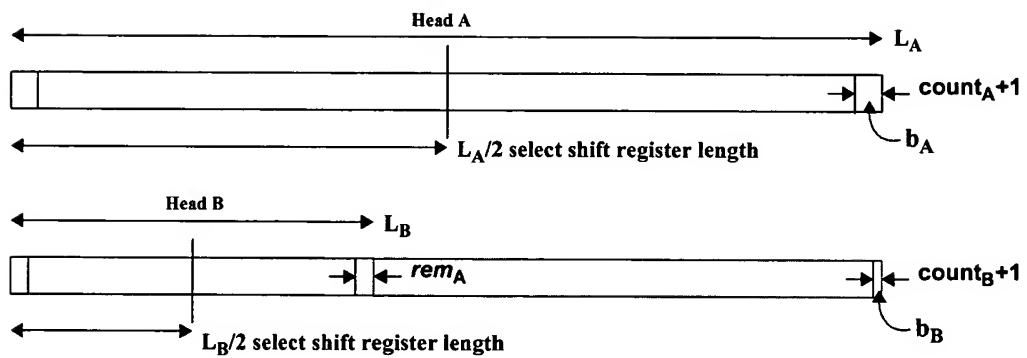 Head A
L_A
count_A+1
b_A
L_A/2 select shift register length
Head B
L_B
rem_A
count_B+1
b_B
L_B/2 select shift register length